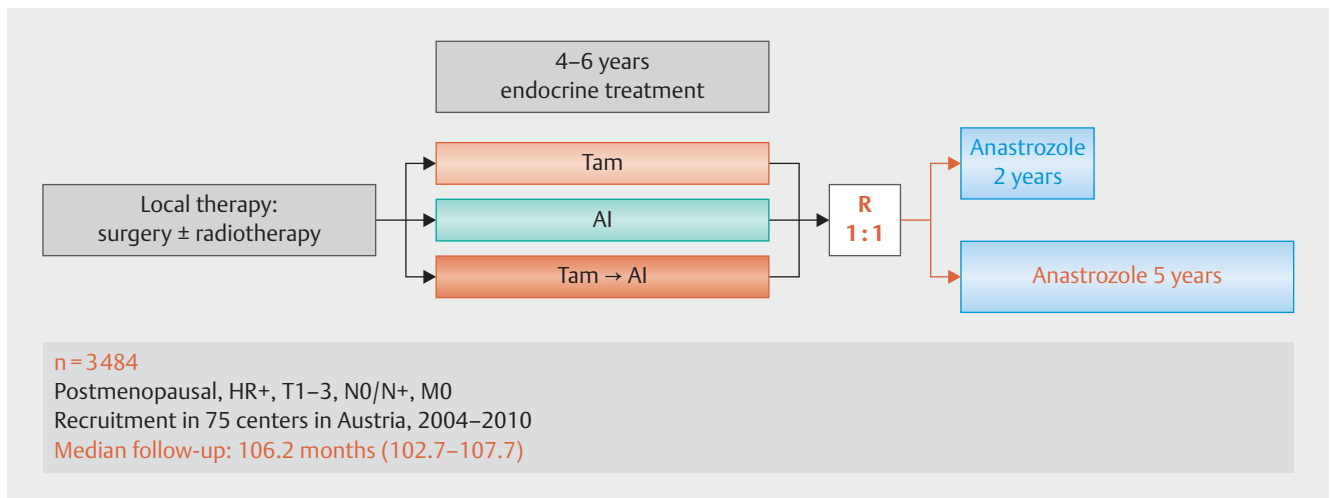 4–6 years
endocrine treatment
Local therapy:
surgery ± radiotherapy
Tam
AI
Tam → AI
R
1 : 1
Anastrozole
2 years
Anastrozole 5 years
n = 3 484
Postmenopausal, HR+, T1–3, N0/N+, M0
Recruitment in 75 centers in Austria, 2004–2010
Median follow-up: 106.2 months (102.7–107.7)